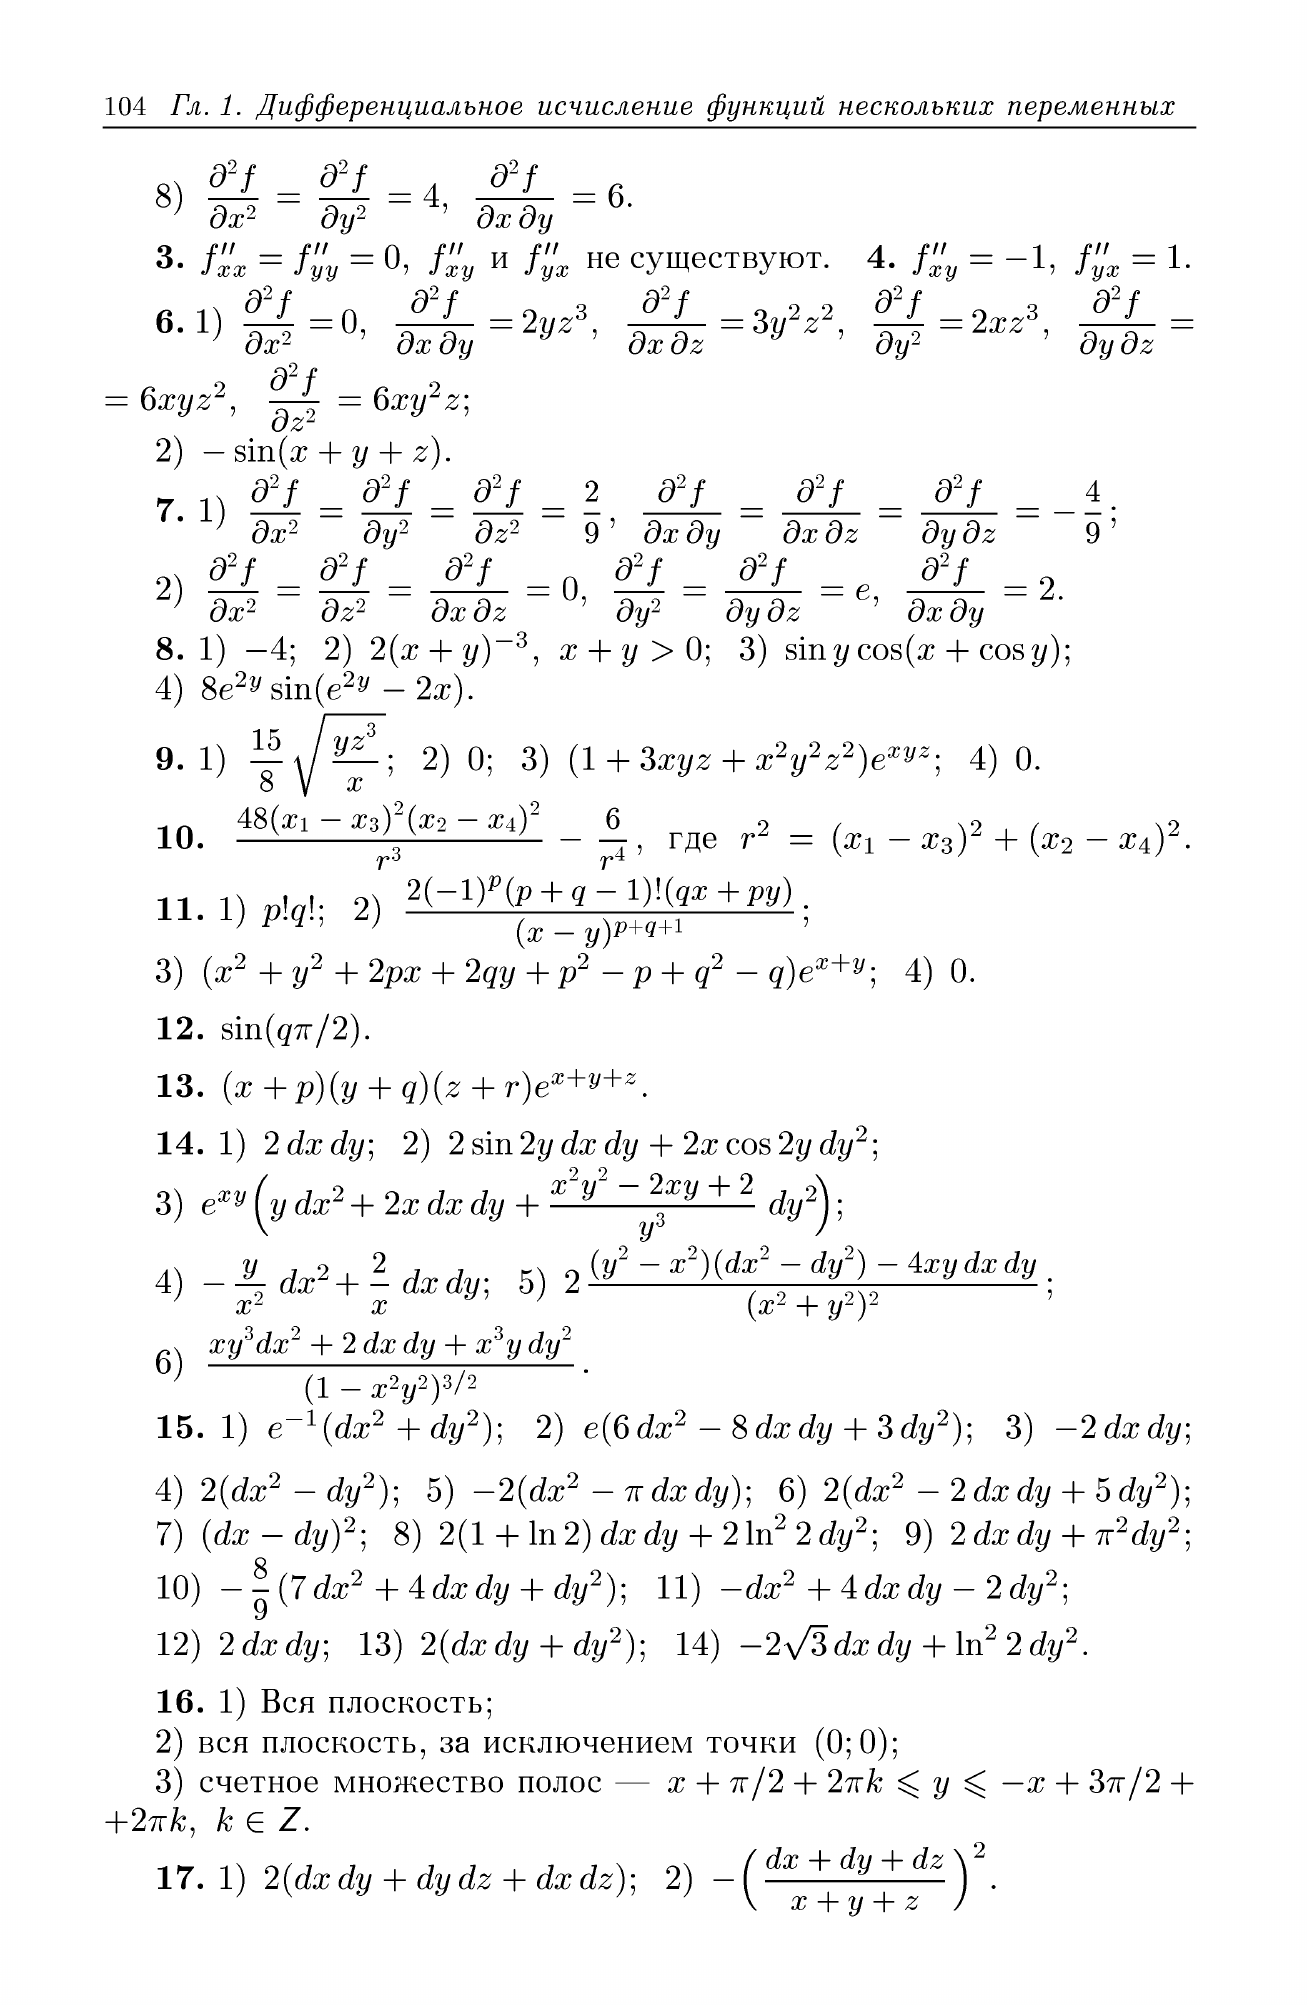 104 Гл. 1. Дифференциальное исчисление функций нескольких переменных
8) $\frac{\partial^2 f}{\partial x^2} = \frac{\partial^2 f}{\partial y^2} = 4, \frac{\partial^2 f}{\partial x\,\partial y} = 6.$
3. $f''_{xx} = f''_{yy} = 0, f''_{xy}$ и $f''_{yx}$ не существуют. 4. $f''_{xy} = -1, f''_{yx} = 1.$
6. 1) $\frac{\partial^2 f}{\partial x^2} = 0, \frac{\partial^2 f}{\partial x\,\partial y} = 2yz^3, \frac{\partial^2 f}{\partial x\,\partial z} = 3y^2z^2, \frac{\partial^2 f}{\partial y^2} = 2xz^3, \frac{\partial^2 f}{\partial y\,\partial z} =$
$= 6xyz^2, \frac{\partial^2 f}{\partial z^2} = 6xy^2z;$
2) $-\sin(x + y + z).$
7. 1) $\frac{\partial^2 f}{\partial x^2} = \frac{\partial^2 f}{\partial y^2} = \frac{\partial^2 f}{\partial z^2} = \frac{2}{9}, \frac{\partial^2 f}{\partial x\,\partial y} = \frac{\partial^2 f}{\partial x\,\partial z} = \frac{\partial^2 f}{\partial y\,\partial z} = -\frac{4}{9};$
2) $\frac{\partial^2 f}{\partial x^2} = \frac{\partial^2 f}{\partial z^2} = \frac{\partial^2 f}{\partial x\,\partial z} = 0, \frac{\partial^2 f}{\partial y^2} = \frac{\partial^2 f}{\partial y\,\partial z} = e, \frac{\partial^2 f}{\partial x\,\partial y} = 2.$
8. 1) $-4;$ 2) $2(x + y)^{-3}, x + y > 0;$ 3) $\sin y \cos(x + \cos y);$
4) $8e^{2y} \sin(e^{2y} - 2x).$
9. 1) $\frac{15}{8}\sqrt{\frac{yz^3}{x}};$ 2) 0; 3) $(1 + 3xyz + x^2y^2z^2)e^{xyz};$ 4) 0.
10. $\frac{48(x_1 - x_3)^2(x_2 - x_4)^2}{r^3} - \frac{6}{r^4},$ где $r^2 = (x_1 - x_3)^2 + (x_2 - x_4)^2.$
11. 1) $p!q!;$ 2) $\frac{2(-1)^p(p + q - 1)!(qx + py)}{(x - y)^{p+q+1}};$
3) $(x^2 + y^2 + 2px + 2qy + p^2 - p + q^2 - q)e^{x+y};$ 4) 0.
12. $\sin(q\pi/2).$
13. $(x + p)(y + q)(z + r)e^{x+y+z}.$
14. 1) $2\,dx\,dy;$ 2) $2 \sin 2y\,dx\,dy + 2x \cos 2y\,dy^2;$
3) $e^{xy}\left(y\,dx^2 + 2x\,dx\,dy + \frac{x^2y^2 - 2xy + 2}{y^3}\,dy^2\right);$
4) $-\frac{y}{x^2}\,dx^2 + \frac{2}{x}\,dx\,dy;$ 5) $2\frac{(y^2 - x^2)(dx^2 - dy^2) - 4xy\,dx\,dy}{(x^2 + y^2)^2};$
6) $\frac{xy^3dx^2 + 2\,dx\,dy + x^3y\,dy^2}{(1 - x^2y^2)^{3/2}}.$
15. 1) $e^{-1}(dx^2 + dy^2);$ 2) $e(6\,dx^2 - 8\,dx\,dy + 3\,dy^2);$ 3) $-2\,dx\,dy;$
4) $2(dx^2 - dy^2);$ 5) $-2(dx^2 - \pi\,dx\,dy);$ 6) $2(dx^2 - 2\,dx\,dy + 5\,dy^2);$
7) $(dx - dy)^2;$ 8) $2(1 + \ln 2)\,dx\,dy + 2\ln^2 2\,dy^2;$ 9) $2\,dx\,dy + \pi^2dy^2;$
10) $-\frac{8}{9}(7\,dx^2 + 4\,dx\,dy + dy^2);$ 11) $-dx^2 + 4\,dx\,dy - 2\,dy^2;$
12) $2\,dx\,dy;$ 13) $2(dx\,dy + dy^2);$ 14) $-2\sqrt{3}\,dx\,dy + \ln^2 2\,dy^2.$
16. 1) Вся плоскость;
2) вся плоскость, за исключением точки (0; 0);
3) счетное множество полос — $x + \pi/2 + 2\pi k \leqslant y \leqslant -x + 3\pi/2 +$
$+2\pi k, k \in Z.$
17. 1) $2(dx\,dy + dy\,dz + dx\,dz);$ 2) $-\left(\frac{dx + dy + dz}{x + y + z}\right)^2.$